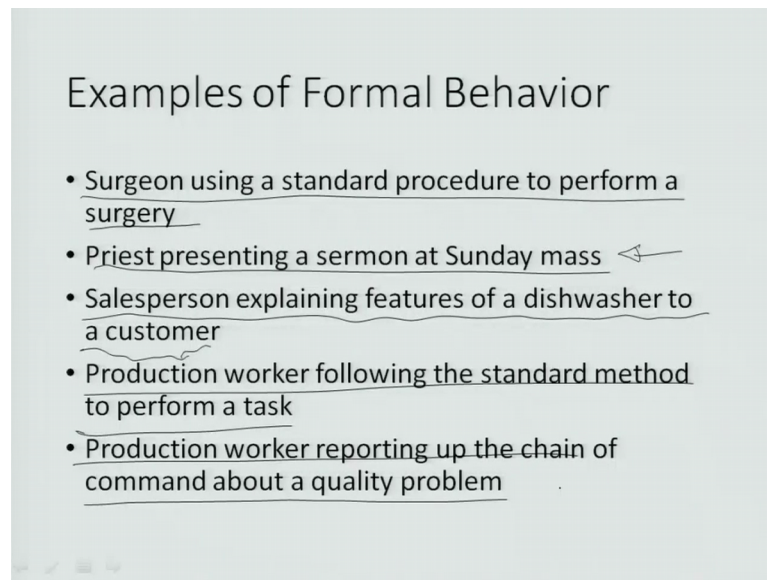 Examples of Formal Behavior
• Surgeon using a standard procedure to perform a
surgery
• Priest presenting a sermon at Sunday mass
• Salesperson explaining features of a dishwasher to
a customer
• Production worker following the standard method
to perform a task
• Production worker reporting up the chain of
command about a quality problem